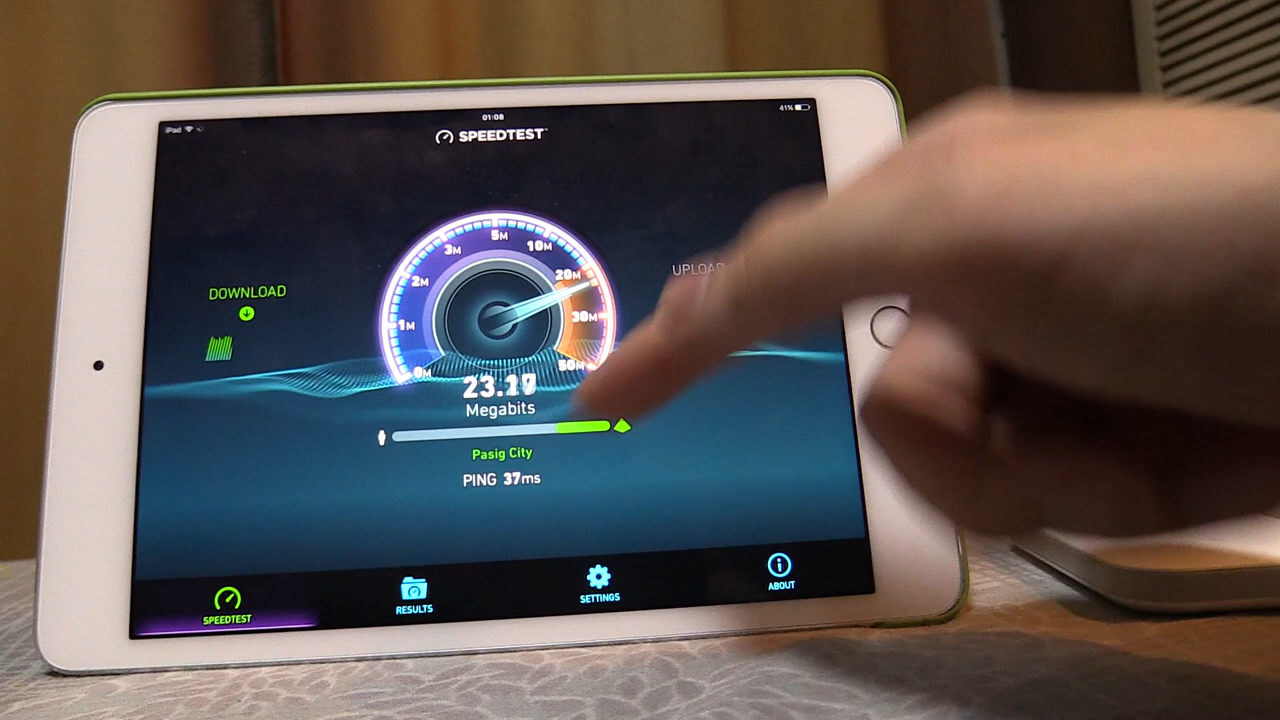 iPad
01:08
41%
SPEEDTEST
DOWNLOAD
UPLOAD
0M
1M
2M
3M
5M
10M
20M
30M
50M
Megabits
Pasig City
PING 37ms
SPEEDTEST
RESULTS
SETTINGS
ABOUT